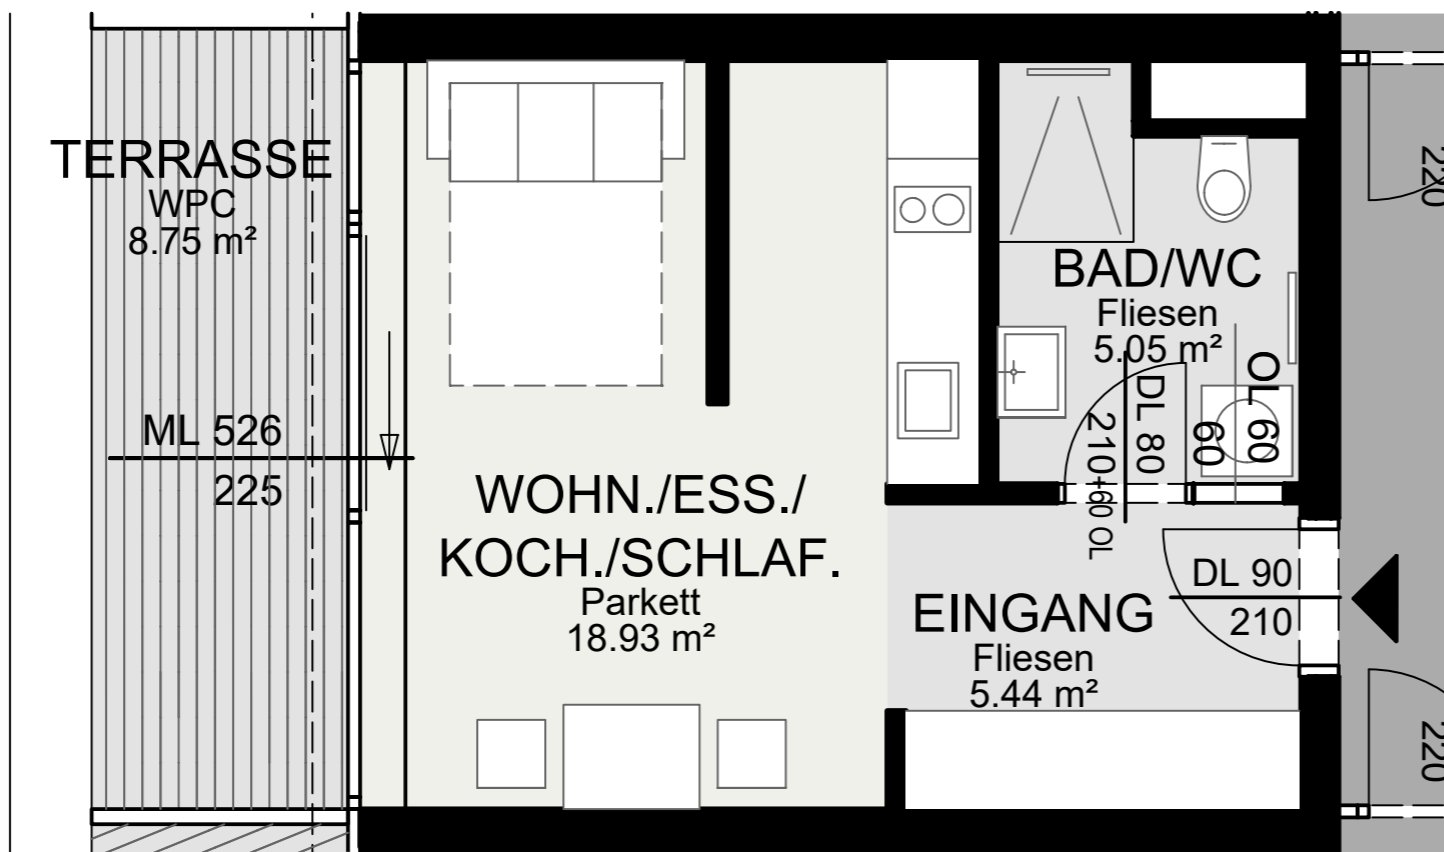 TERRASSE
WPC
8.75 m²
ML 526
225
WOHN./ESS./
KOCH./SCHLAF.
Parkett
18.93 m²
BAD/WC
Fliesen
5.05 m²
DL 80
210+60 OL
OL 60
60
EINGANG
Fliesen
5.44 m²
DL 90
210
220
220